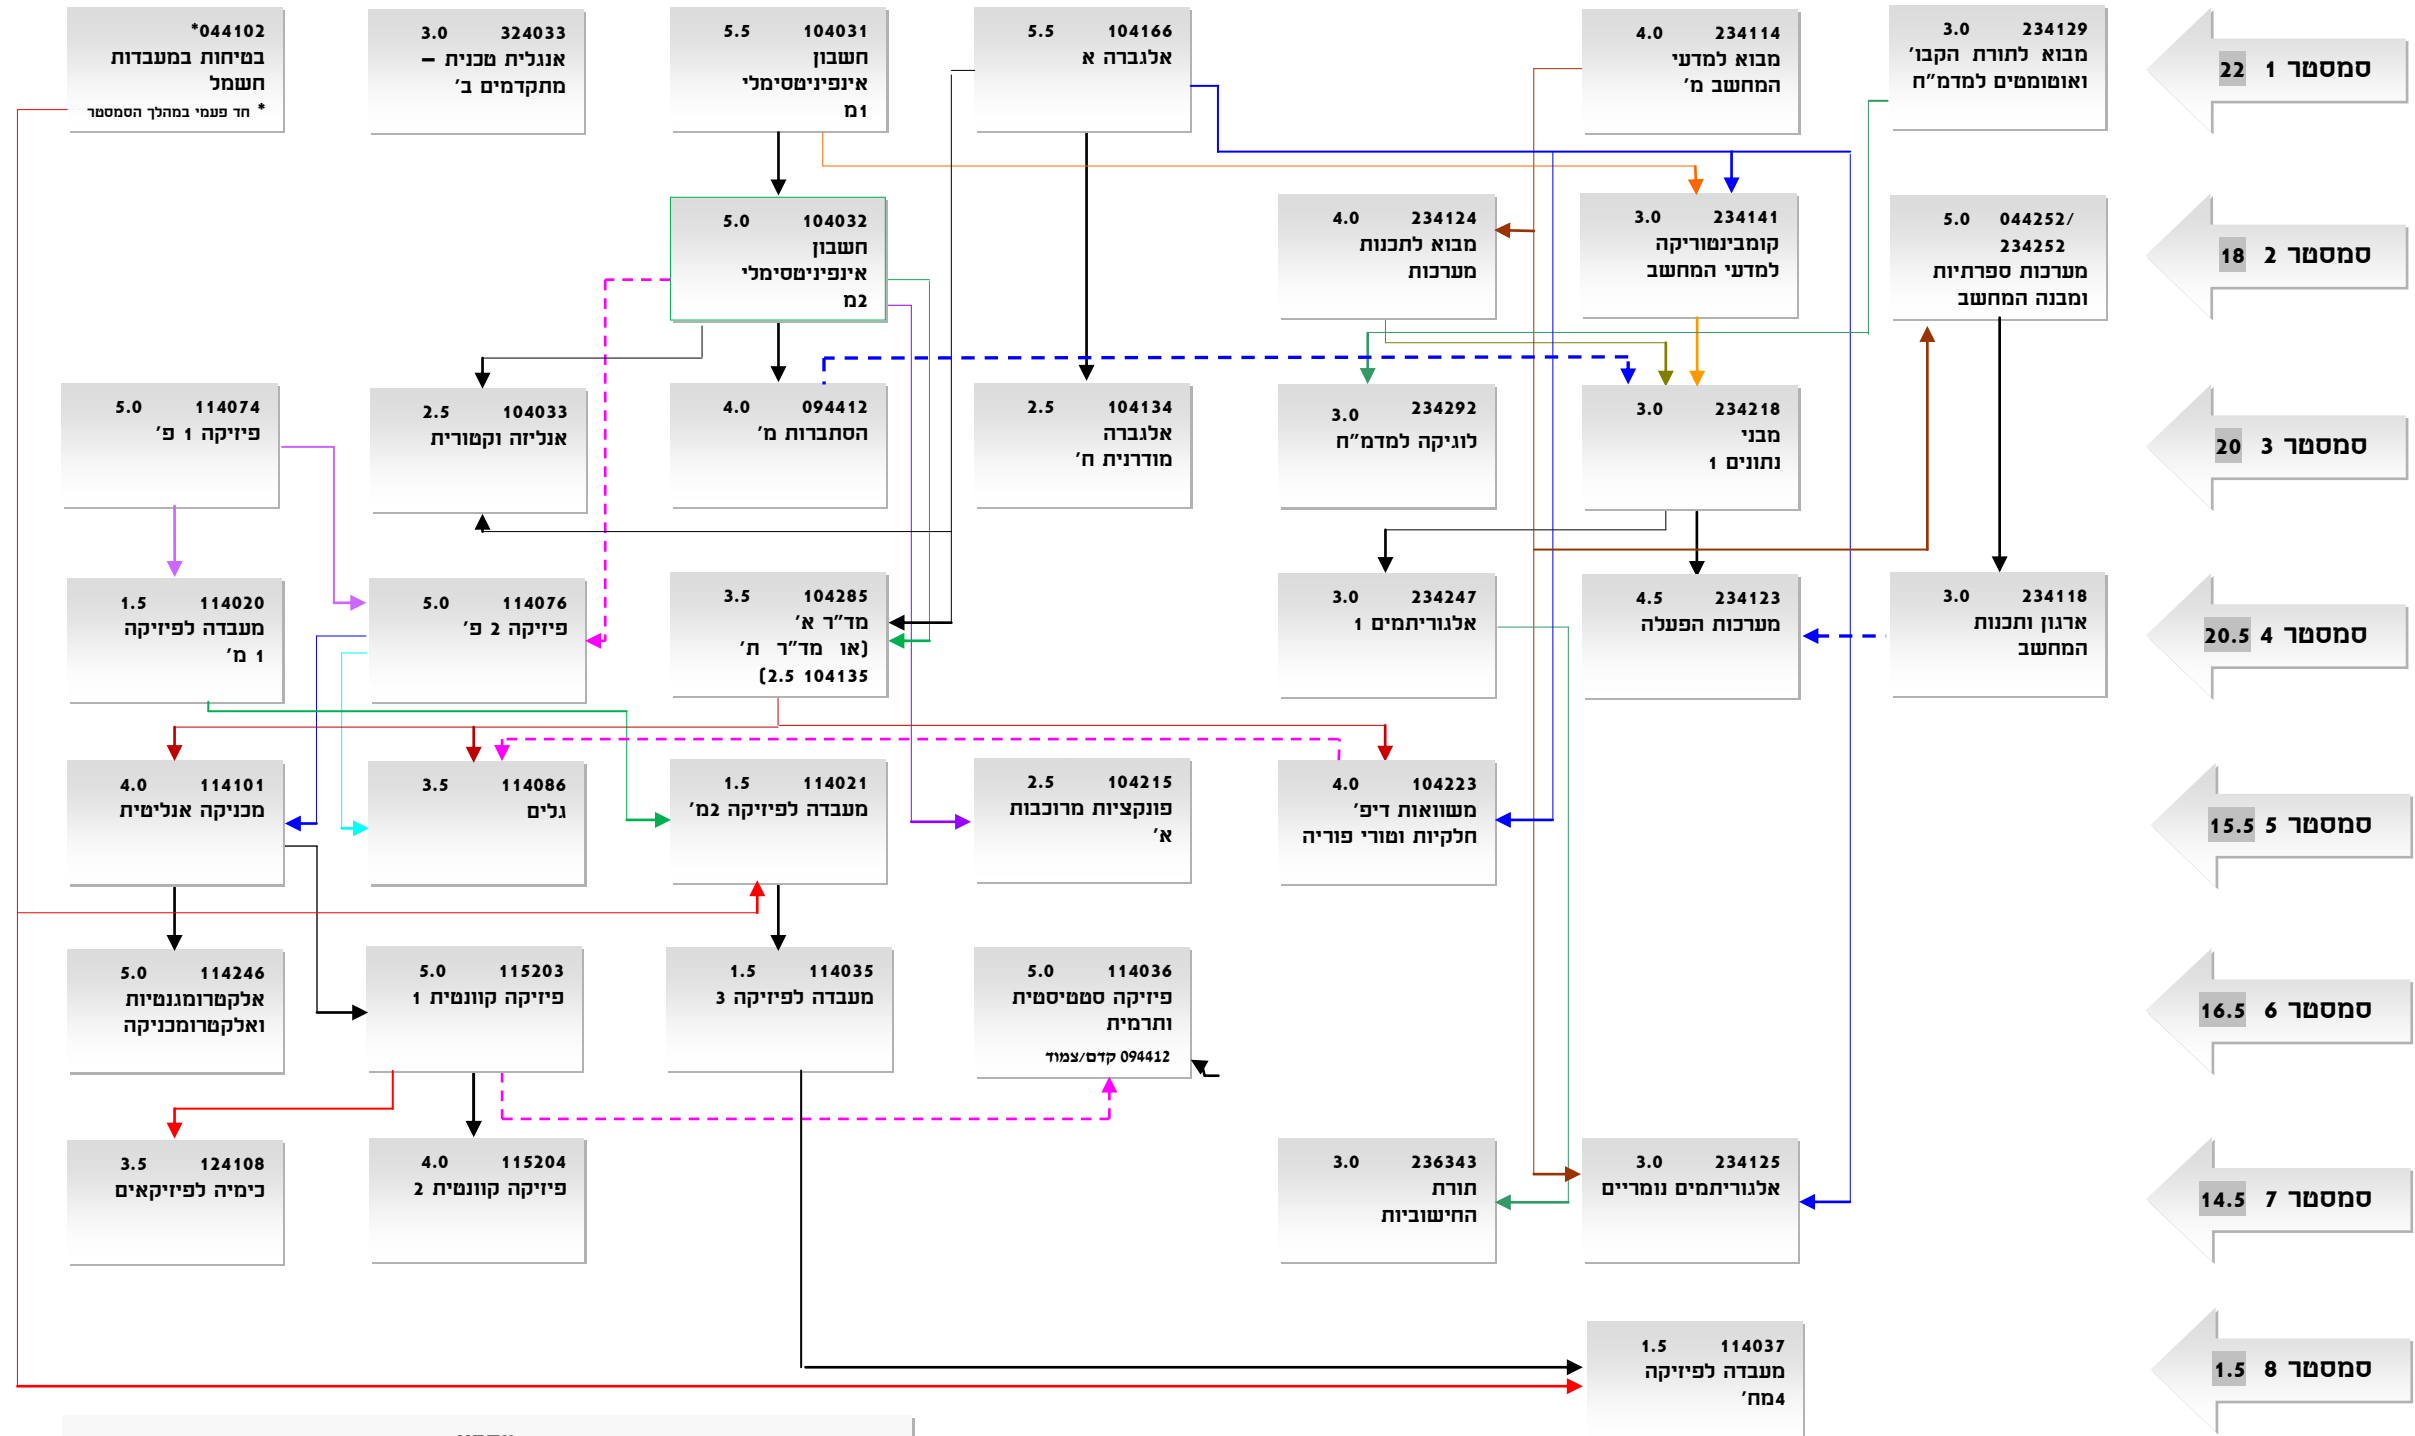 סמסטר 1 22
234129 3.0
מבוא לתורת הקבו'
ואוטומטים למדמ"ח
234114 4.0
מבוא למדעי
המחשב מ'
104166 5.5
אלגברה א
104031 5.5
חשבון
אינפיניטסימלי
1מ
324033 3.0
אנגלית טכנית –
מתקדמים ב'
044102*
בטיחות במעבדות
חשמל
* חד פעמי במהלך הסמסטר
סמסטר 2 18
044252/ 5.0
234252
מערכות ספרתיות
ומבנה המחשב
234141 3.0
קומבינטוריקה
למדעי המחשב
234124 4.0
מבוא לתכנות
מערכות
104032 5.0
חשבון
אינפיניטסימלי
2מ
סמסטר 3 20
234218 3.0
מבני
נתונים 1
234292 3.0
לוגיקה למדמ"ח
104134 2.5
אלגברה
מודרנית ח'
094412 4.0
הסתברות מ'
104033 2.5
אנליזה וקטורית
114074 5.0
פיזיקה 1 פ'
סמסטר 4 20.5
234118 3.0
ארגון ותכנות
המחשב
234123 4.5
מערכות הפעלה
234247 3.0
אלגוריתמים 1
104285 3.5
מד"ר א'
(או מד"ר ת'
104135 2.5)
114076 5.0
פיזיקה 2 פ'
114020 1.5
מעבדה לפיזיקה
1 מ'
סמסטר 5 15.5
104223 4.0
משוואות דיפ'
חלקיות וטורי פוריה
104215 2.5
פונקציות מרוכבות
א'
114021 1.5
מעבדה לפיזיקה 2מ'
114086 3.5
גלים
114101 4.0
מכניקה אנליטית
סמסטר 6 16.5
114036 5.0
פיזיקה סטטיסטית
ותרמית
094412 קדם/צמוד
114035 1.5
מעבדה לפיזיקה 3
115203 5.0
פיזיקה קוונטית 1
114246 5.0
אלקטרומגנטיות
ואלקטרומכניקה
סמסטר 7 14.5
234125 3.0
אלגוריתמים נומריים
236343 3.0
תורת
החישוביות
115204 4.0
פיזיקה קוונטית 2
124108 3.5
כימיה לפיזיקאים
סמסטר 8 1.5
114037 1.5
מעבדה לפיזיקה
4מח'